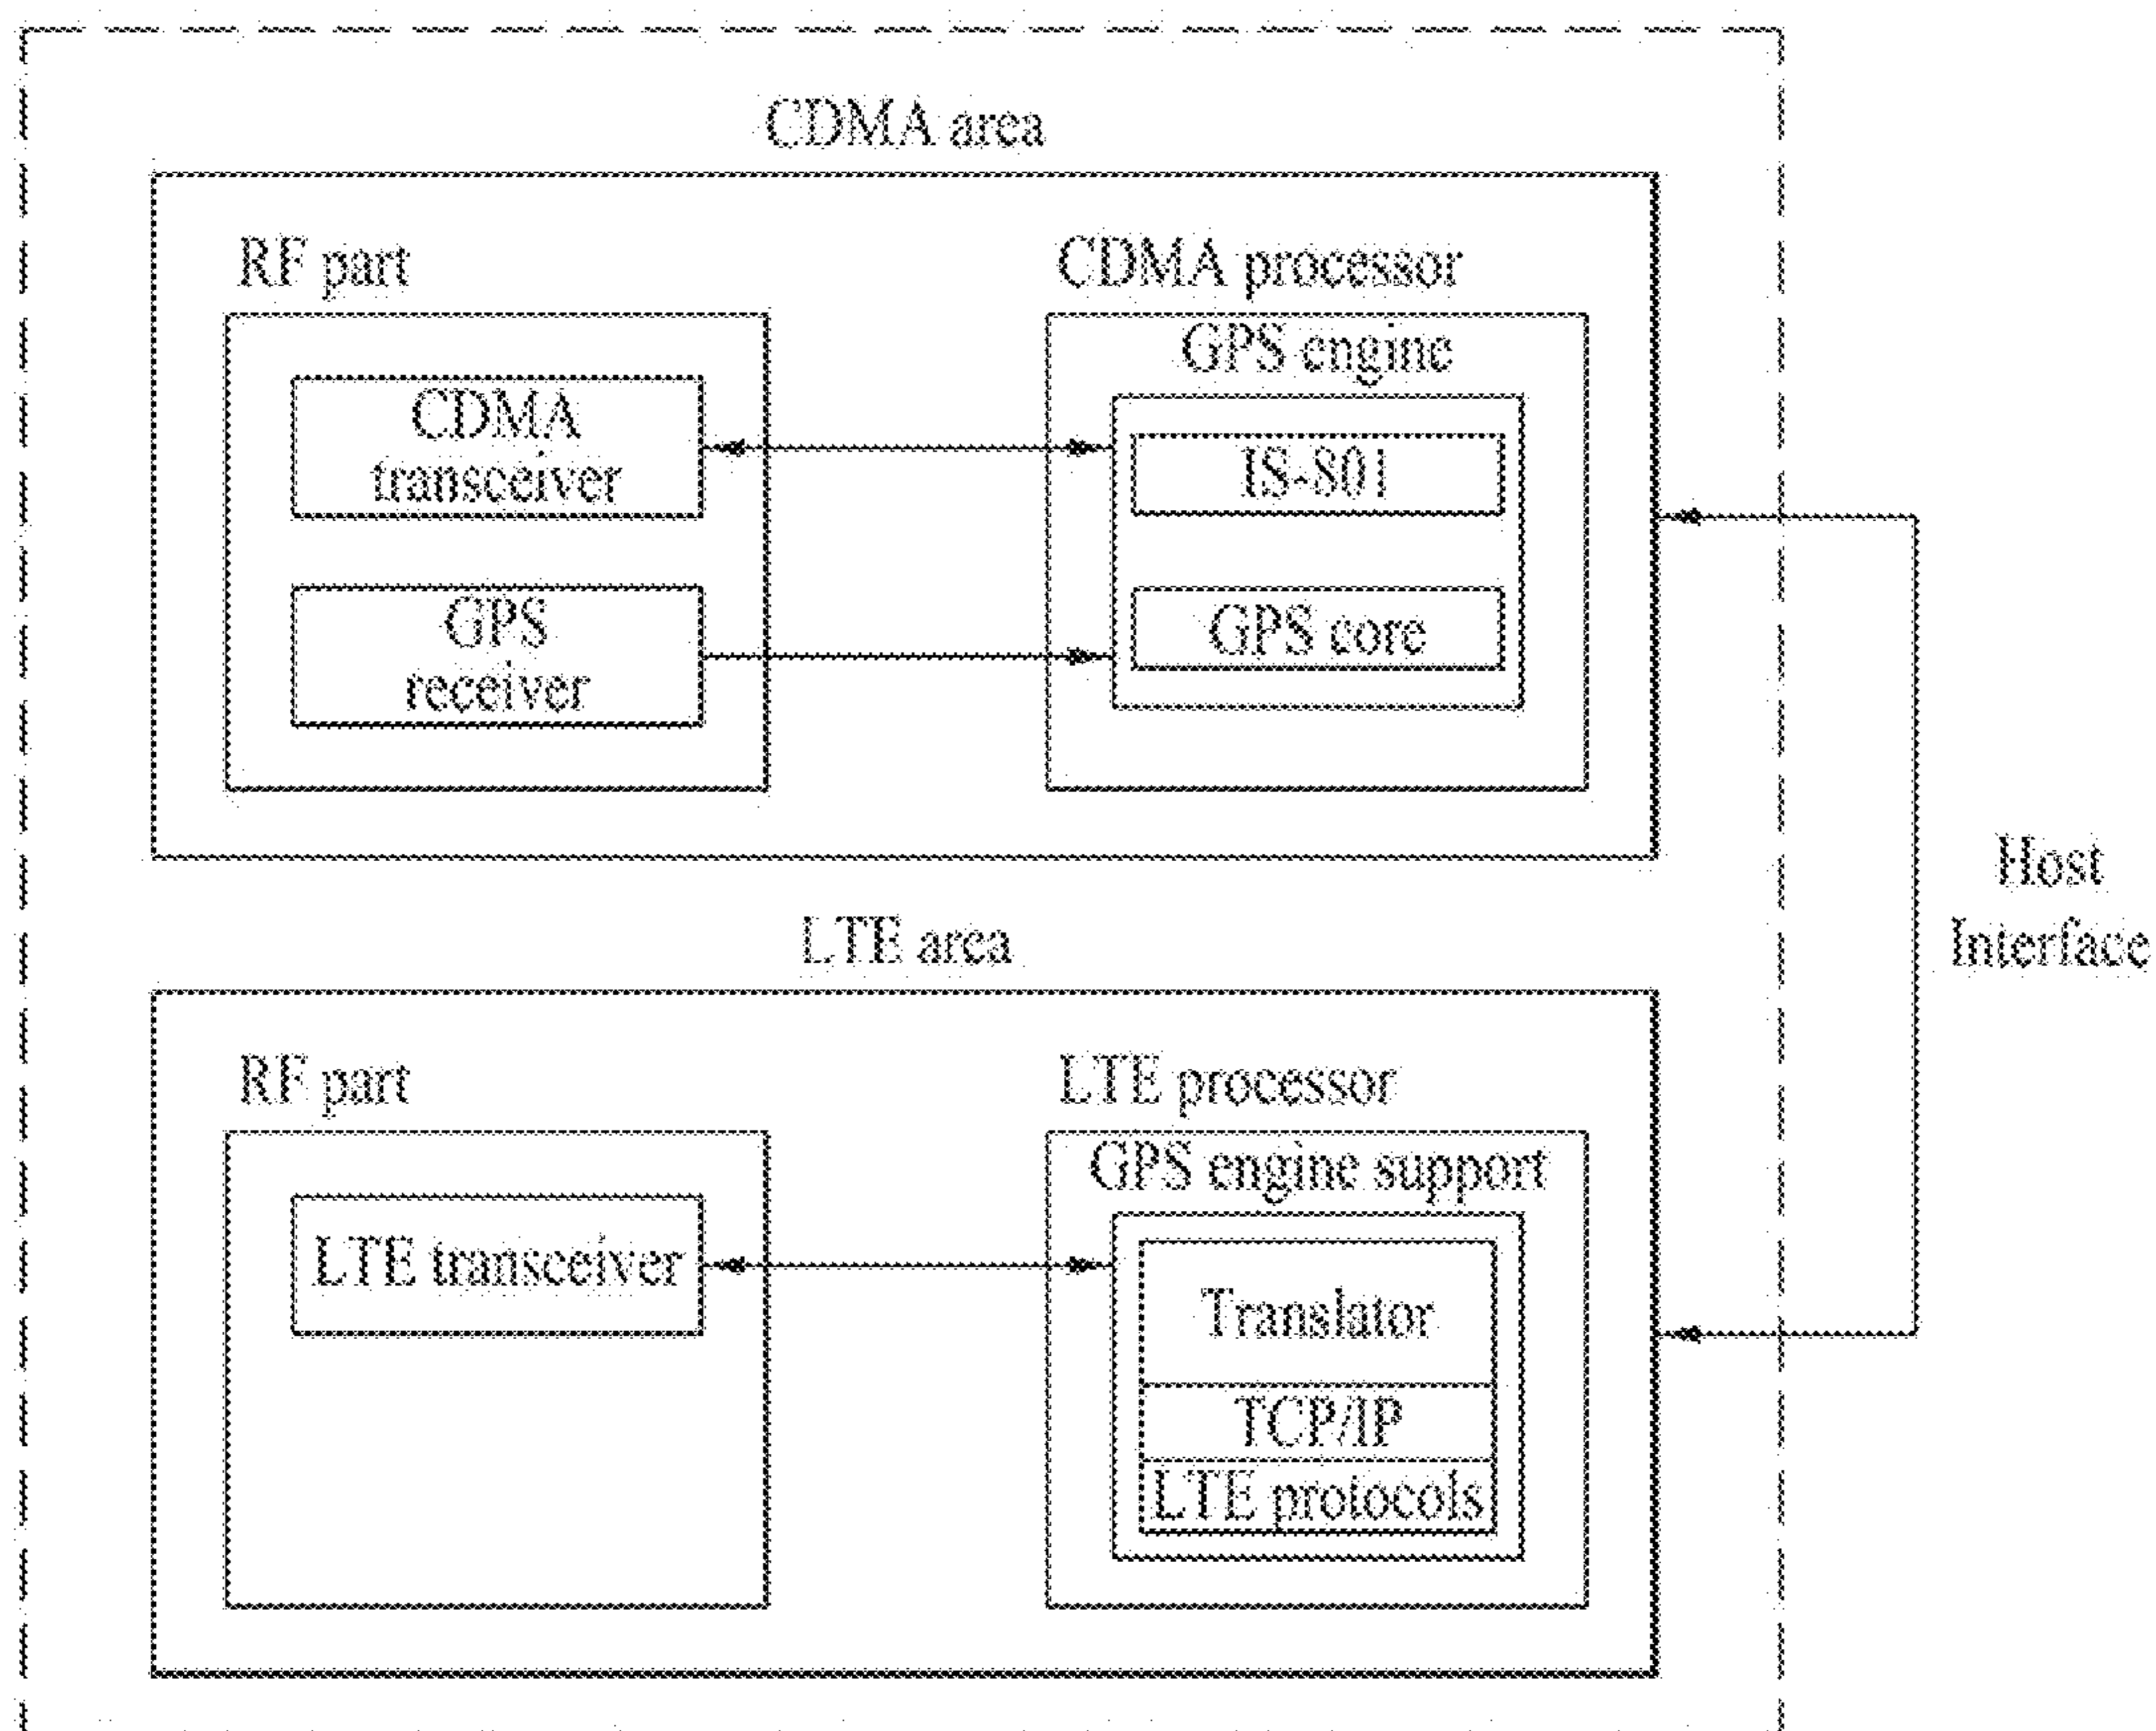 CDMA area
RF part
CDMA processor
GPS engine
CDMA
transceiver
IS-801
GPS
receiver
GPS core
Host
Interface
LTE area
RF part
LTE processor
GPS engine support
LTE transceiver
Translator
TCP/IP
LTE protocols